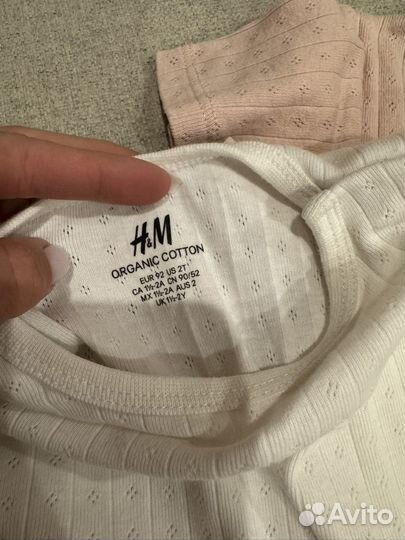 H&M
ORGANIC COTTON
EUR 92 US 2T
CA 1½-2A CN 90/52
MX 1½-2A AUS 2
UK 1½-2Y
Avito